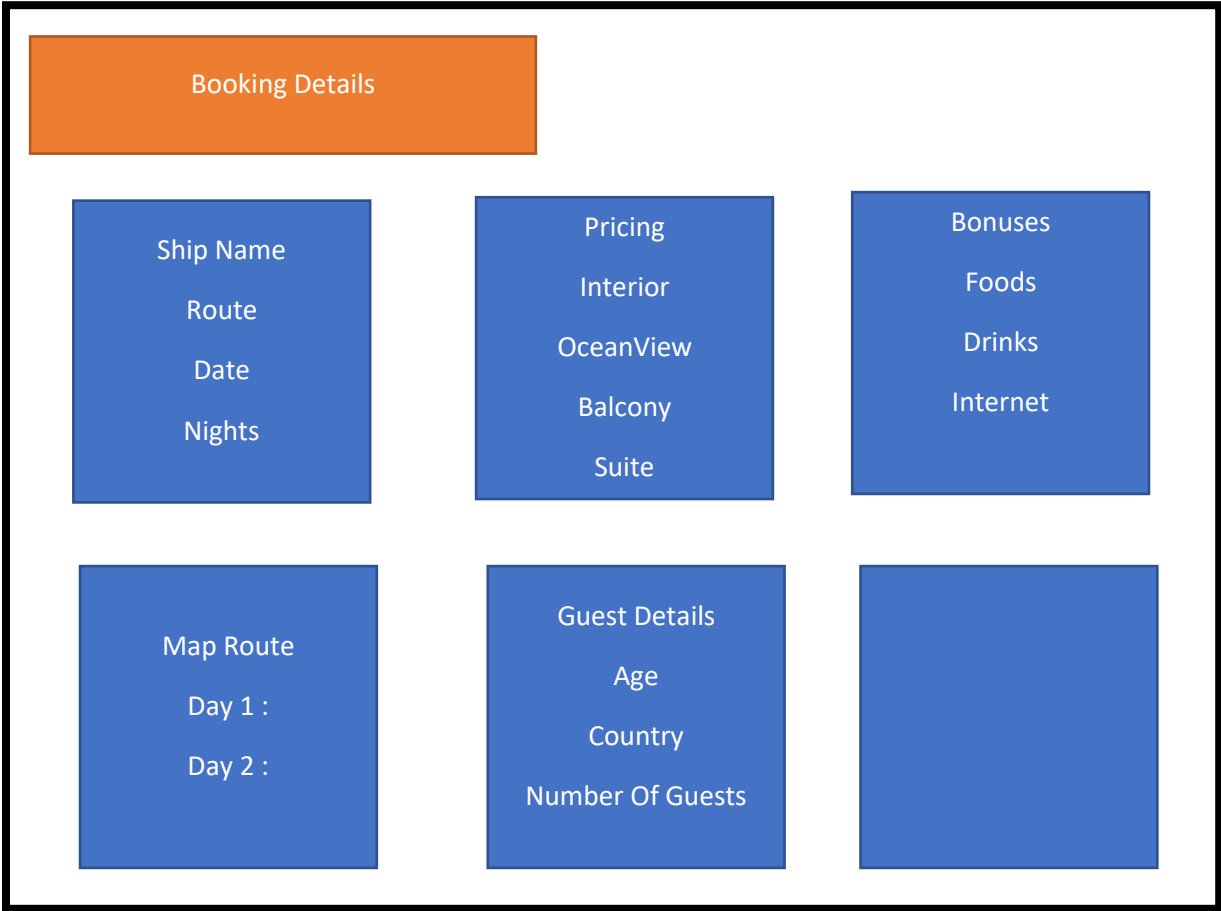 Booking Details
Ship Name
Route
Date
Nights
Pricing
Interior
OceanView
Balcony
Suite
Bonuses
Foods
Drinks
Internet
Map Route
Day 1 :
Day 2 :
Guest Details
Age
Country
Number Of Guests